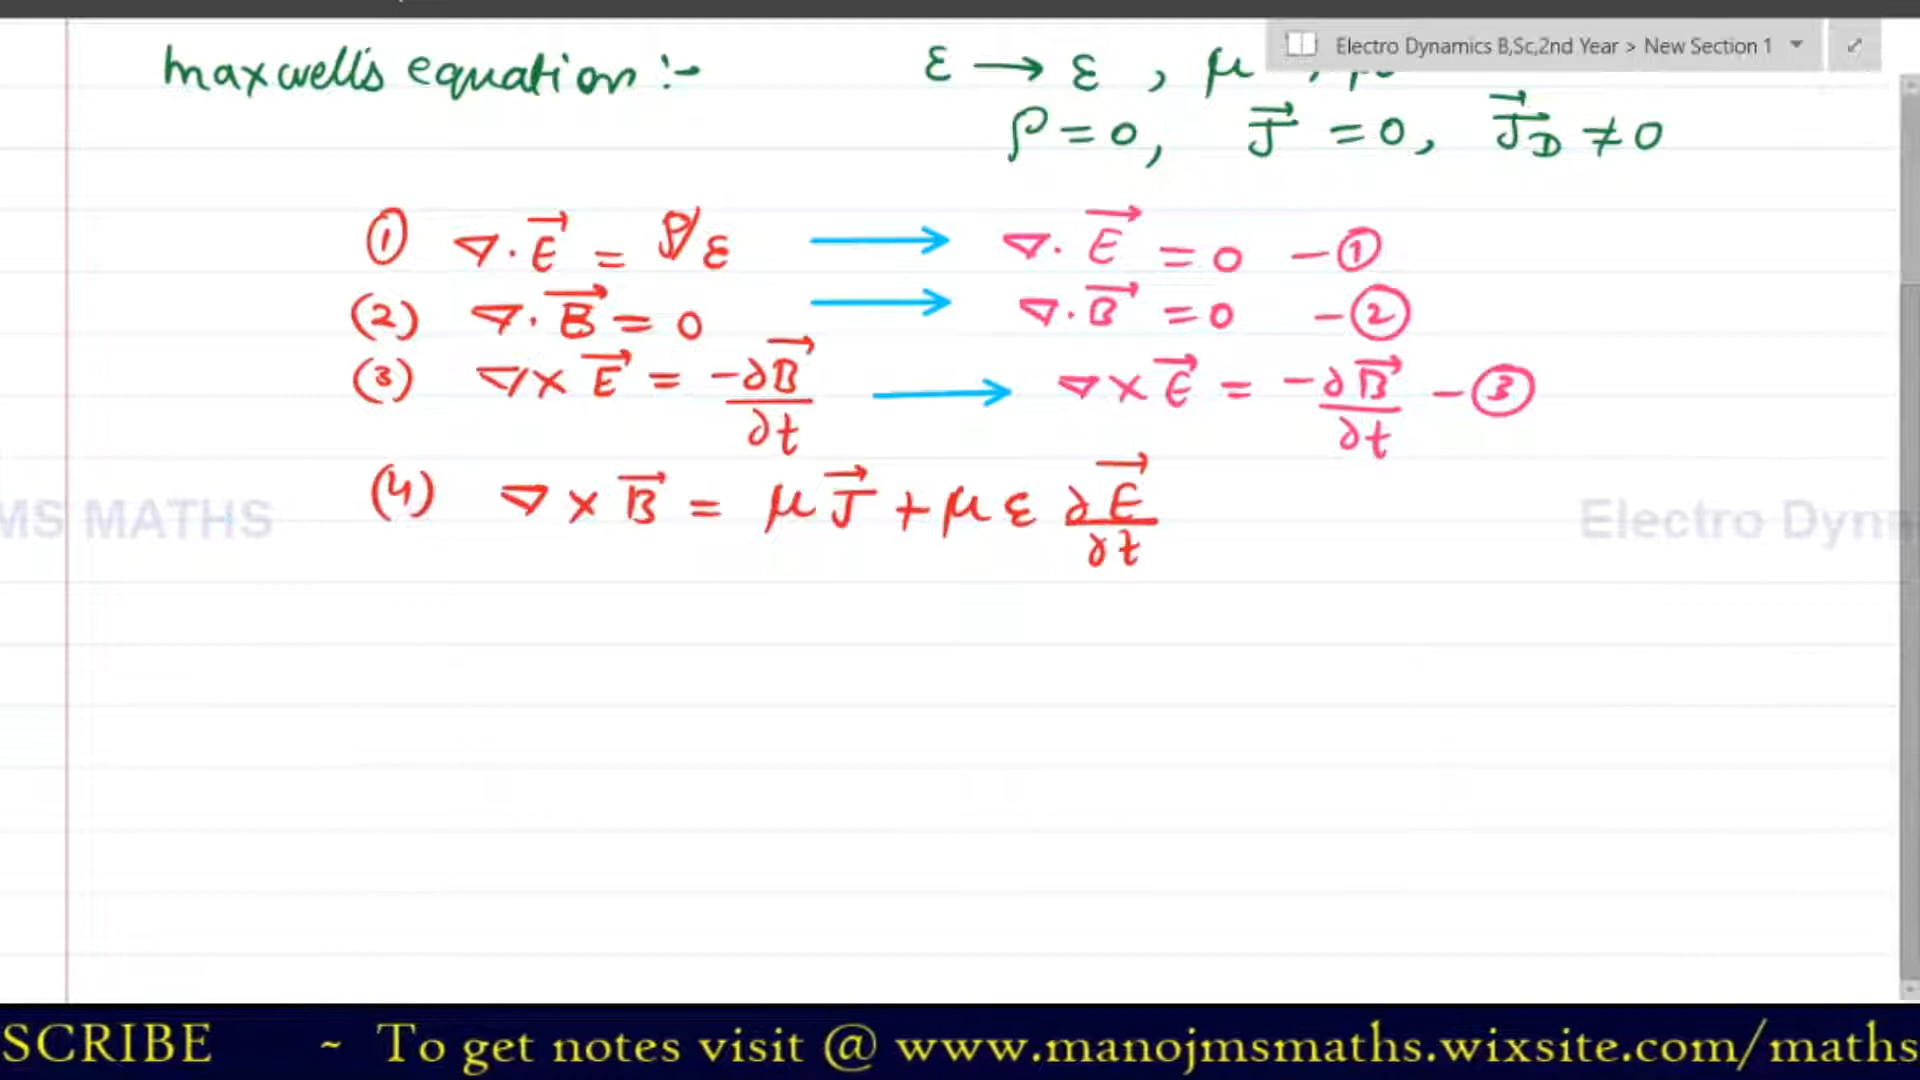 Electro Dynamics B,Sc,2nd Year > New Section 1
maxwell's equation :-
ε → ε , μ
ρ = 0, J⃗ = 0, J⃗_D ≠ 0
① ∇·E⃗ = ρ/ε → ∇·E⃗ = 0 - ①
(2) ∇·B⃗ = 0 → ∇·B⃗ = 0 - ②
(3) ∇×E⃗ = -∂B⃗/∂t → ∇×E⃗ = -∂B⃗/∂t - ③
(4) ∇×B⃗ = μJ⃗ + με ∂E⃗/∂t
MS MATHS
Electro Dyna
SCRIBE ~ To get notes visit @ www.manojmsmaths.wixsite.com/maths